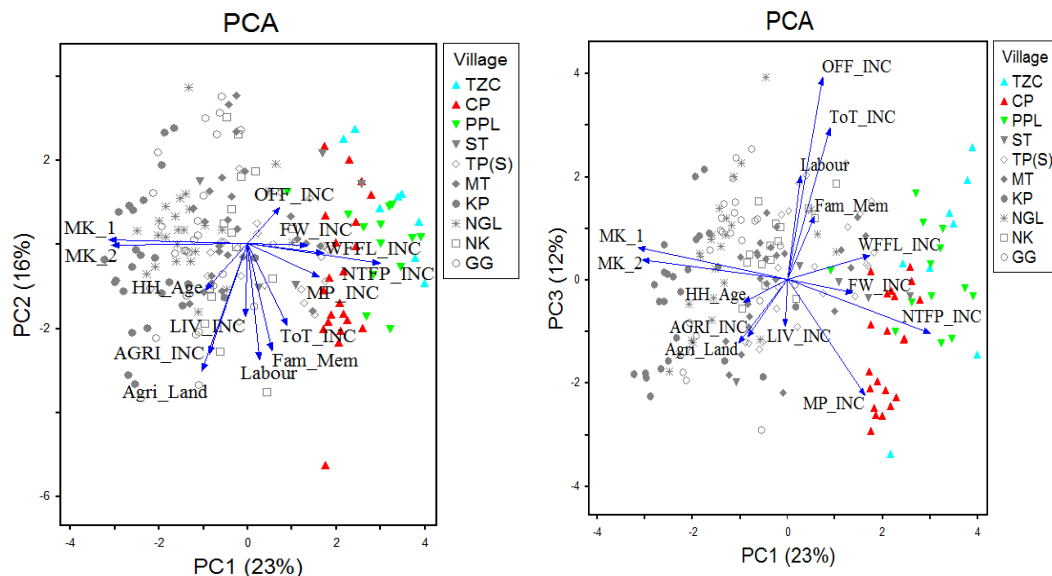 PCA
PC2 (16%)
2
-2
-6
-4
-2
0
2
4
PC1 (23%)
OFF_INC
MK_1
FW_INC
MK_2
WFFL_INC
NTFP_INC
HH_Age
MP_INC
LIV_INC
ToT_INC
AGRI_INC
Fam_Mem
Labour
Agri_Land
Village
TZC
CP
PPL
ST
TP(S)
MT
KP
NGL
NK
GG
PCA
PC3 (12%)
4
2
0
-2
-4
-4
-2
0
2
4
PC1 (23%)
OFF_INC
ToT_INC
Labour
Fam_Mem
MK_1
WFFL_INC
MK_2
HH_Age
FW_INC
NTFP_INC
AGRI_INC
LIV_INC
Agri_Land
MP_INC
Village
TZC
CP
PPL
ST
TP(S)
MT
KP
NGL
NK
GG